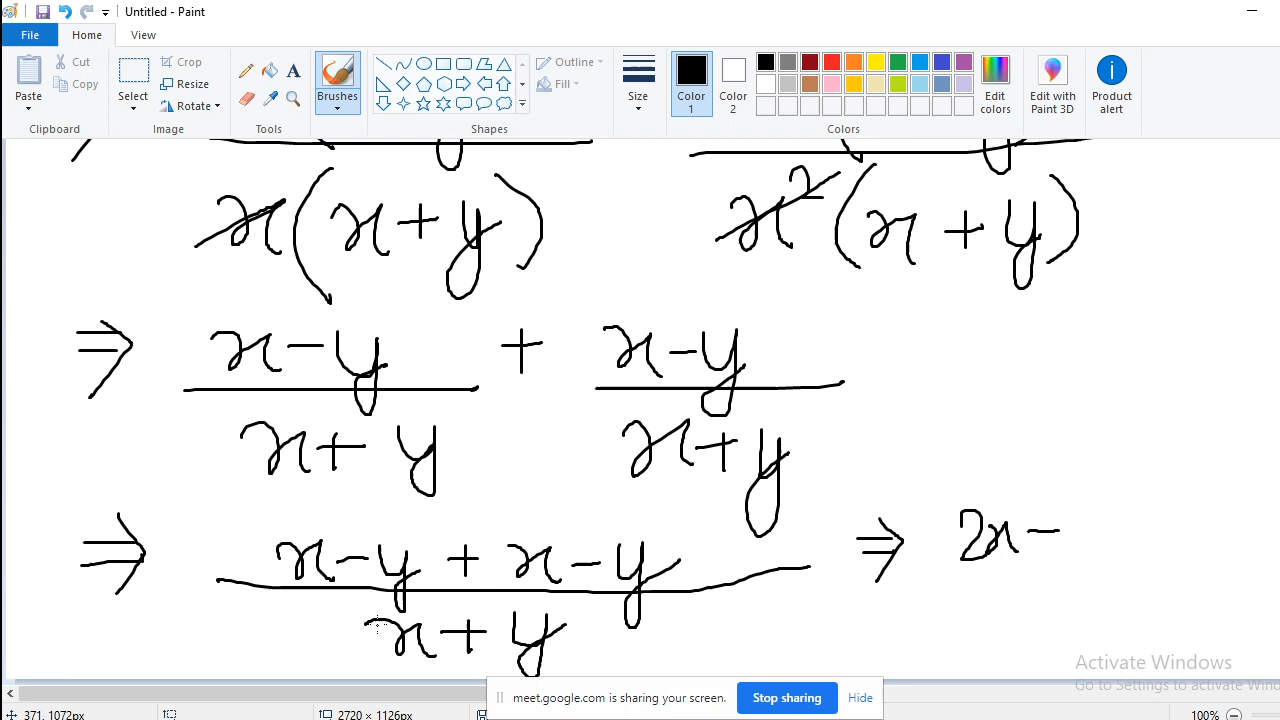 Untitled - Paint
File Home View
Paste Cut Copy Select Crop Resize Rotate A Brushes Size Color 1 Color 2 Edit colors Edit with Paint 3D Product alert
Outline Fill
Clipboard Image Tools Shapes Colors
x(x+y) x²(x+y)
⇒ x-y + x-y
x+y x+y
⇒ x-y+x-y ⇒ 2x-
x+y
Activate Windows
Go to Settings to activate Win
meet.google.com is sharing your screen. Stop sharing Hide
371, 1072px 2720 × 1126px 100%